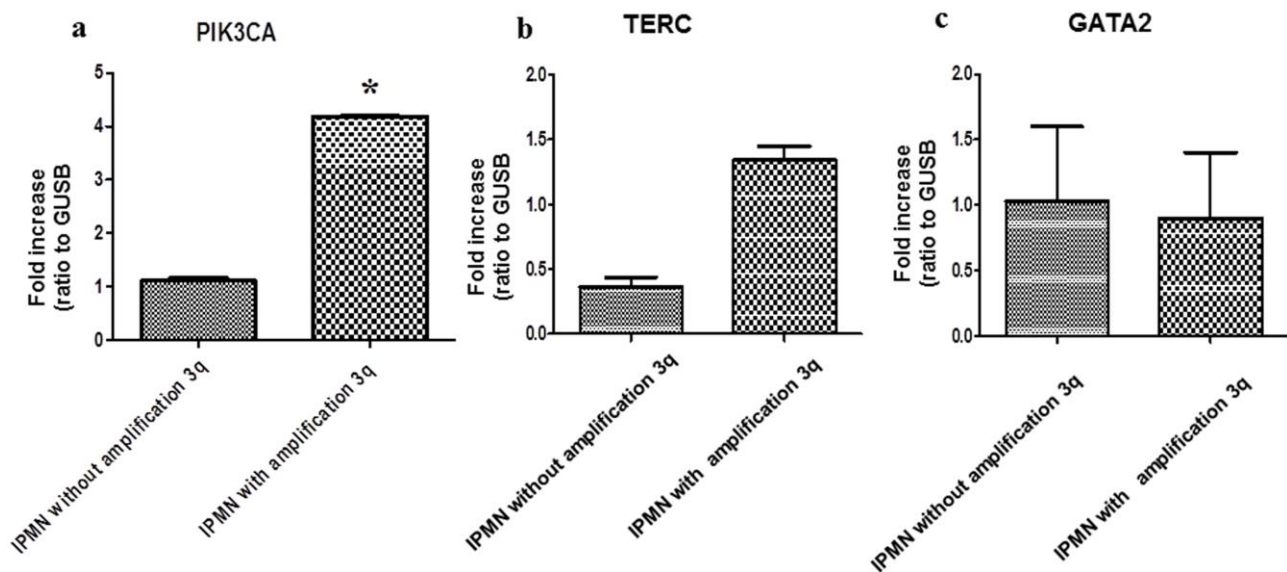 a
PIK3CA
Fold increase
(ratio to GUSB)
5
4
3
2
1
0
*
IPMN without amplification 3q
IPMN with amplification 3q
b
TERC
Fold increase
(ratio to GUSB)
2.0
1.5
1.0
0.5
0.0
IPMN without amplification 3q
IPMN with amplification 3q
c
GATA2
Fold increase
(ratio to GUSB)
2.0
1.5
1.0
0.5
0.0
IPMN without amplification 3q
IPMN with amplification 3q